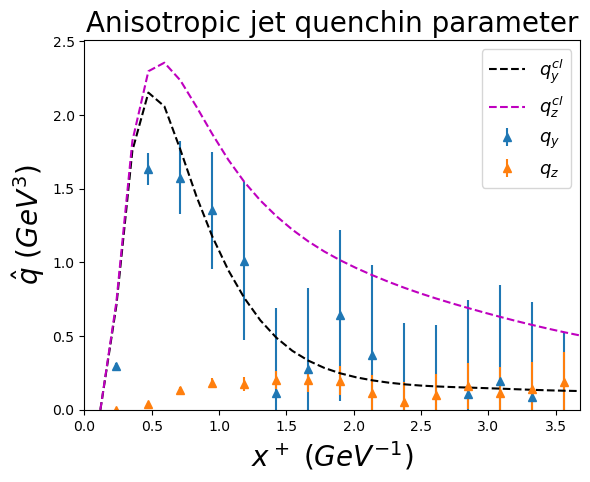 Anisotropic jet quenchin parameter
2.5
2.0
1.5
1.0
0.5
0.0
q̂ (GeV³)
q_y^{cl}
q_z^{cl}
q_y
q_z
0.0 0.5 1.0 1.5 2.0 2.5 3.0 3.5
x⁺ (GeV⁻¹)